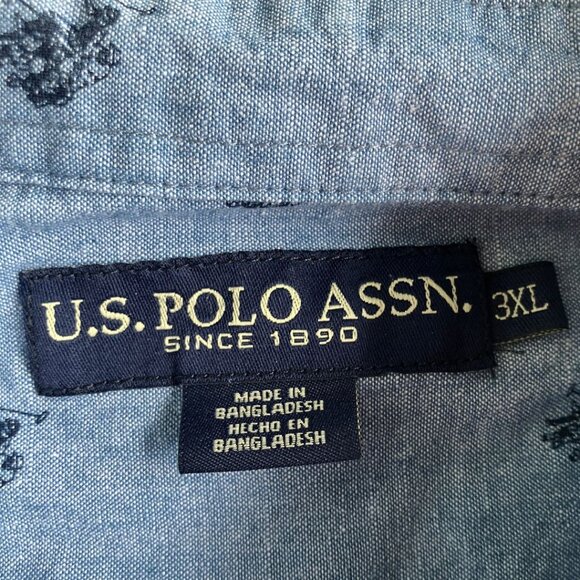 U.S. POLO ASSN.
SINCE 1890
3XL
MADE IN
BANGLADESH
HECHO EN
BANGLADESH